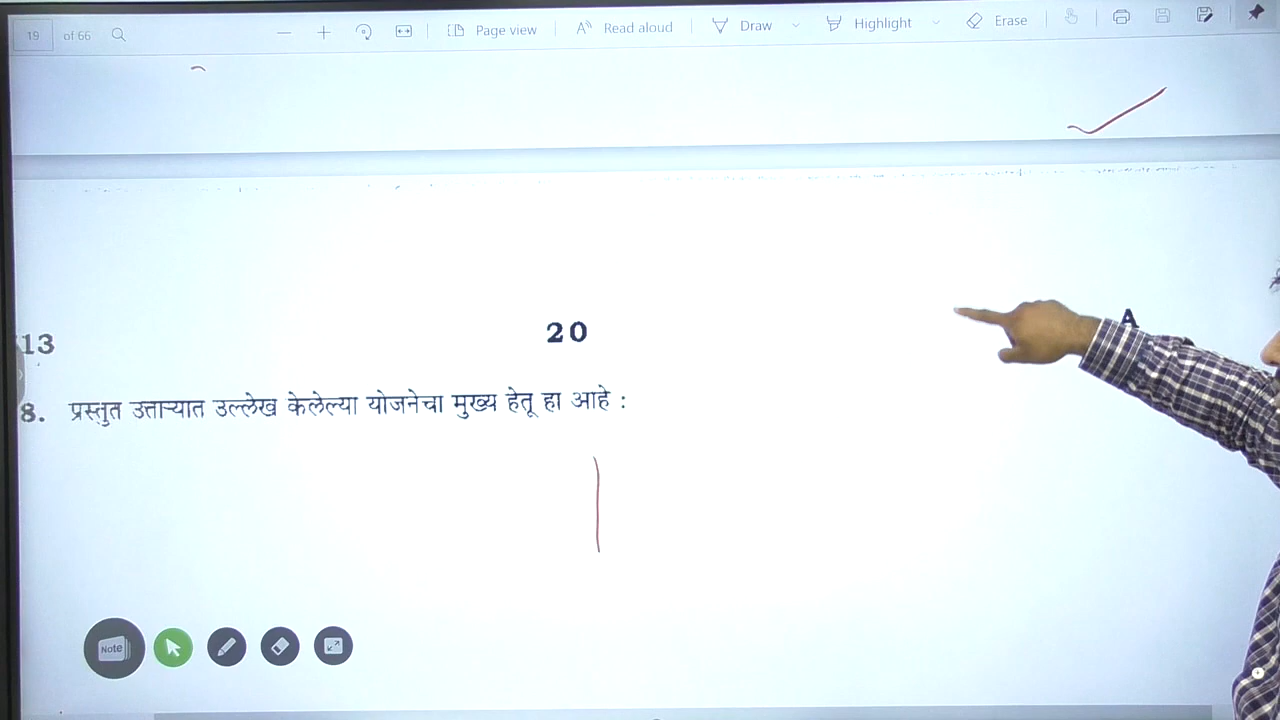 19 of 66 Page view Read aloud Draw Highlight Erase
13 20 A
8. प्रस्तुत उत्ताऱ्यात उल्लेख केलेल्या योजनेचा मुख्य हेतू हा आहे :
Note